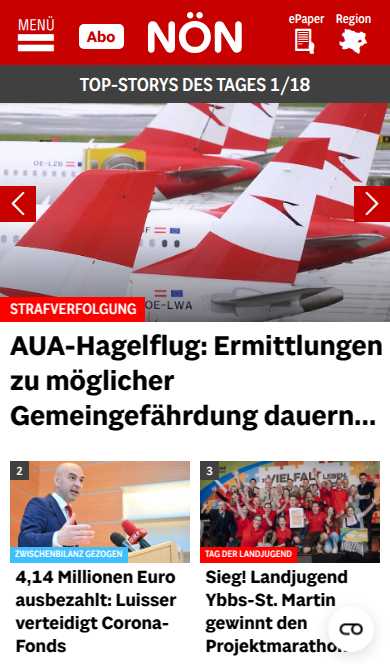 MENÜ
Abo
NÖN
ePaper
Region
TOP-STORYS DES TAGES 1/18
OE-LZB
OE-LWA
STRAFVERFOLGUNG
AUA-Hagelflug: Ermittlungen
zu möglicher
Gemeingefährdung dauern...
2
ZWISCHENBILANZ GEZOGEN
4,14 Millionen Euro
ausbezahlt: Luisser
verteidigt Corona-
Fonds
3
VIELFALT LEBEN
TAG DER LANDJUGEND
Sieg! Landjugend
Ybbs-St. Martin
gewinnt den
Projektmarathon